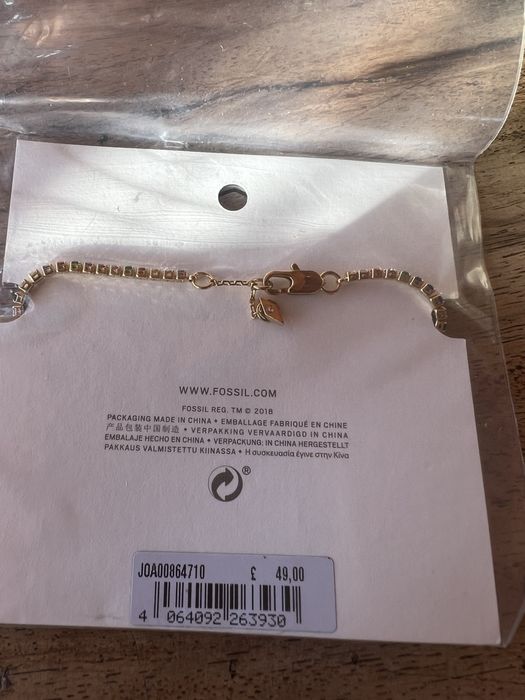 WWW.FOSSIL.COM
FOSSIL REG. TM © 2018
PACKAGING MADE IN CHINA • EMBALLAGE FABRIQUÉ EN CHINE
产品包装中国制造 • VERPAKKING VERVAARDIGD IN CHINA
EMBALAJE HECHO EN CHINA • VERPACKUNG: IN CHINA HERGESTELLT
PAKKAUS VALMISTETTU KIINASSA • Η συσκευασία έγινε στην Κίνα
®
JOA00864710 £ 49,00
4 064092 263930